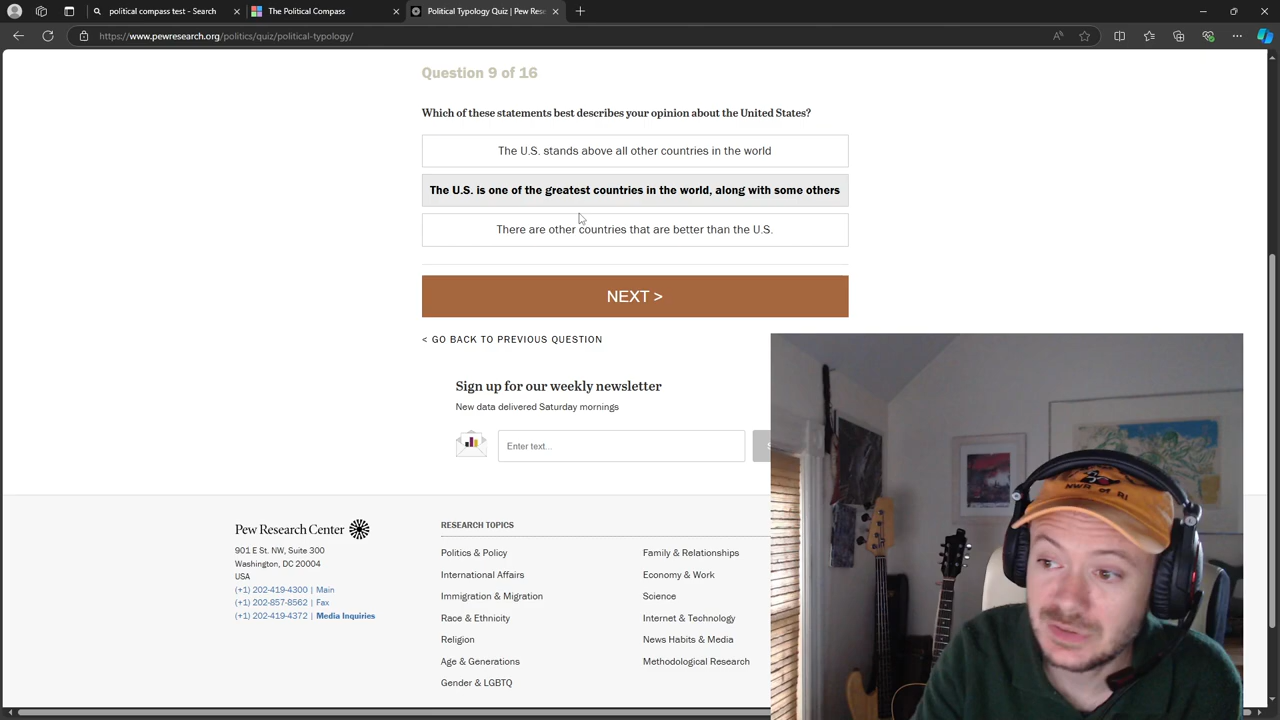 political compass test - Search
The Political Compass
Political Typology Quiz | Pew Res
https://www.pewresearch.org/politics/quiz/political-typology/
Question 9 of 16
Which of these statements best describes your opinion about the United States?
The U.S. stands above all other countries in the world
The U.S. is one of the greatest countries in the world, along with some others
There are other countries that are better than the U.S.
NEXT >
< GO BACK TO PREVIOUS QUESTION
Sign up for our weekly newsletter
New data delivered Saturday mornings
Enter text...
Pew Research Center
901 E St. NW, Suite 300
Washington, DC 20004
USA
(+1) 202-419-4300 | Main
(+1) 202-857-8562 | Fax
(+1) 202-419-4372 | Media Inquiries
RESEARCH TOPICS
Politics & Policy
International Affairs
Immigration & Migration
Race & Ethnicity
Religion
Age & Generations
Gender & LGBTQ
Family & Relationships
Economy & Work
Science
Internet & Technology
News Habits & Media
Methodological Research
NWR of RI